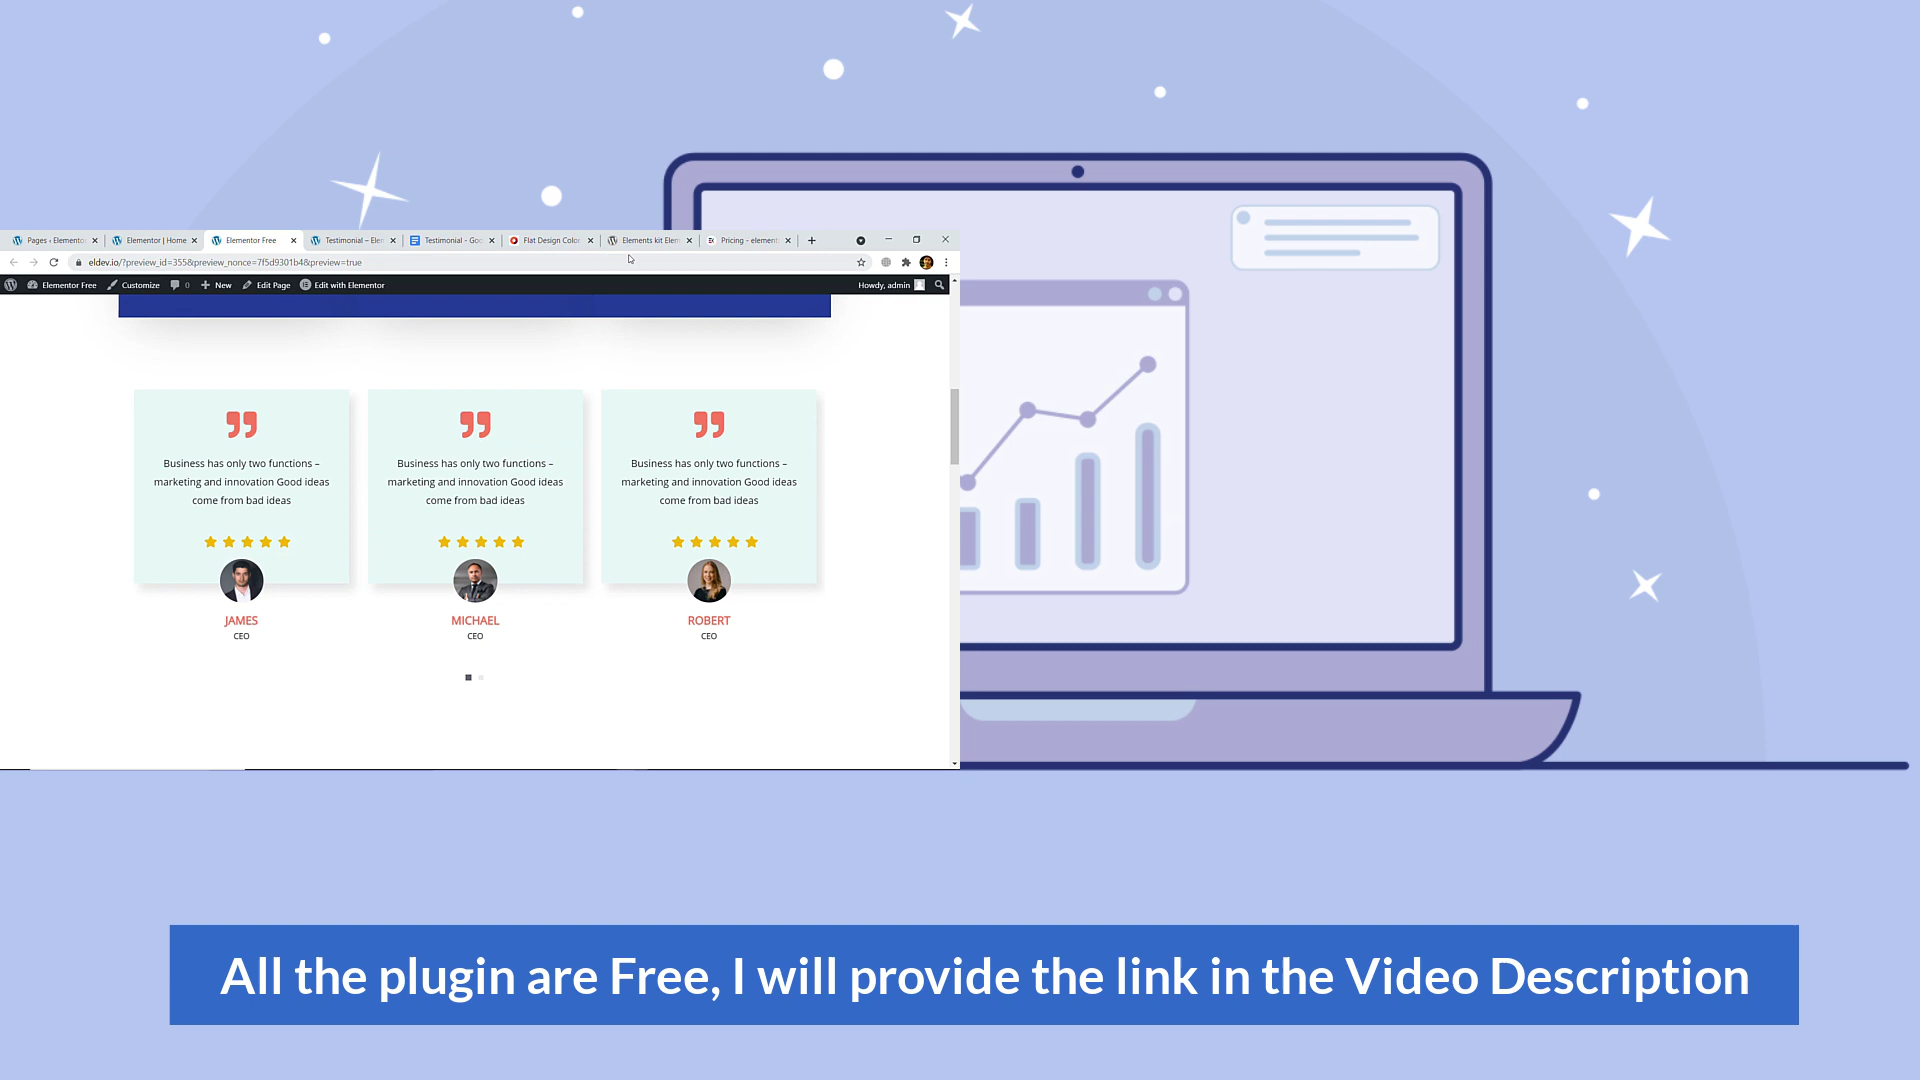 Pages ‹ Elemento
Elementor | Home
Elementor Free
Testimonial – Elem
Testimonial - Goo
Flat Design Color
Elements kit Elem
Pricing - element
eldev.io/?preview_id=355&preview_nonce=7f5d9301b4&preview=true
Elementor Free
Customize
0
New
Edit Page
Edit with Elementor
Howdy, admin
Business has only two functions –
marketing and innovation Good ideas
come from bad ideas
JAMES
CEO
Business has only two functions –
marketing and innovation Good ideas
come from bad ideas
MICHAEL
CEO
Business has only two functions –
marketing and innovation Good ideas
come from bad ideas
ROBERT
CEO
All the plugin are Free, I will provide the link in the Video Description